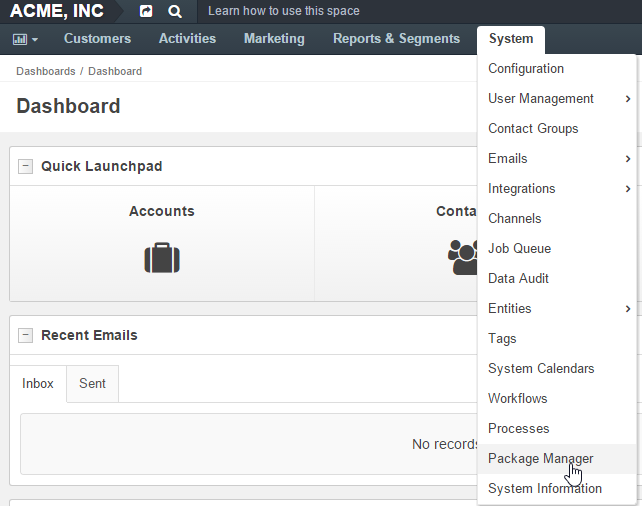 ACME, INC Learn how to use this space
Customers Activities Marketing Reports & Segments System
Dashboards / Dashboard
Dashboard
Quick Launchpad
Accounts
Conta
Recent Emails
Inbox Sent
No records
Configuration
User Management
Contact Groups
Emails
Integrations
Channels
Job Queue
Data Audit
Entities
Tags
System Calendars
Workflows
Processes
Package Manager
System Information